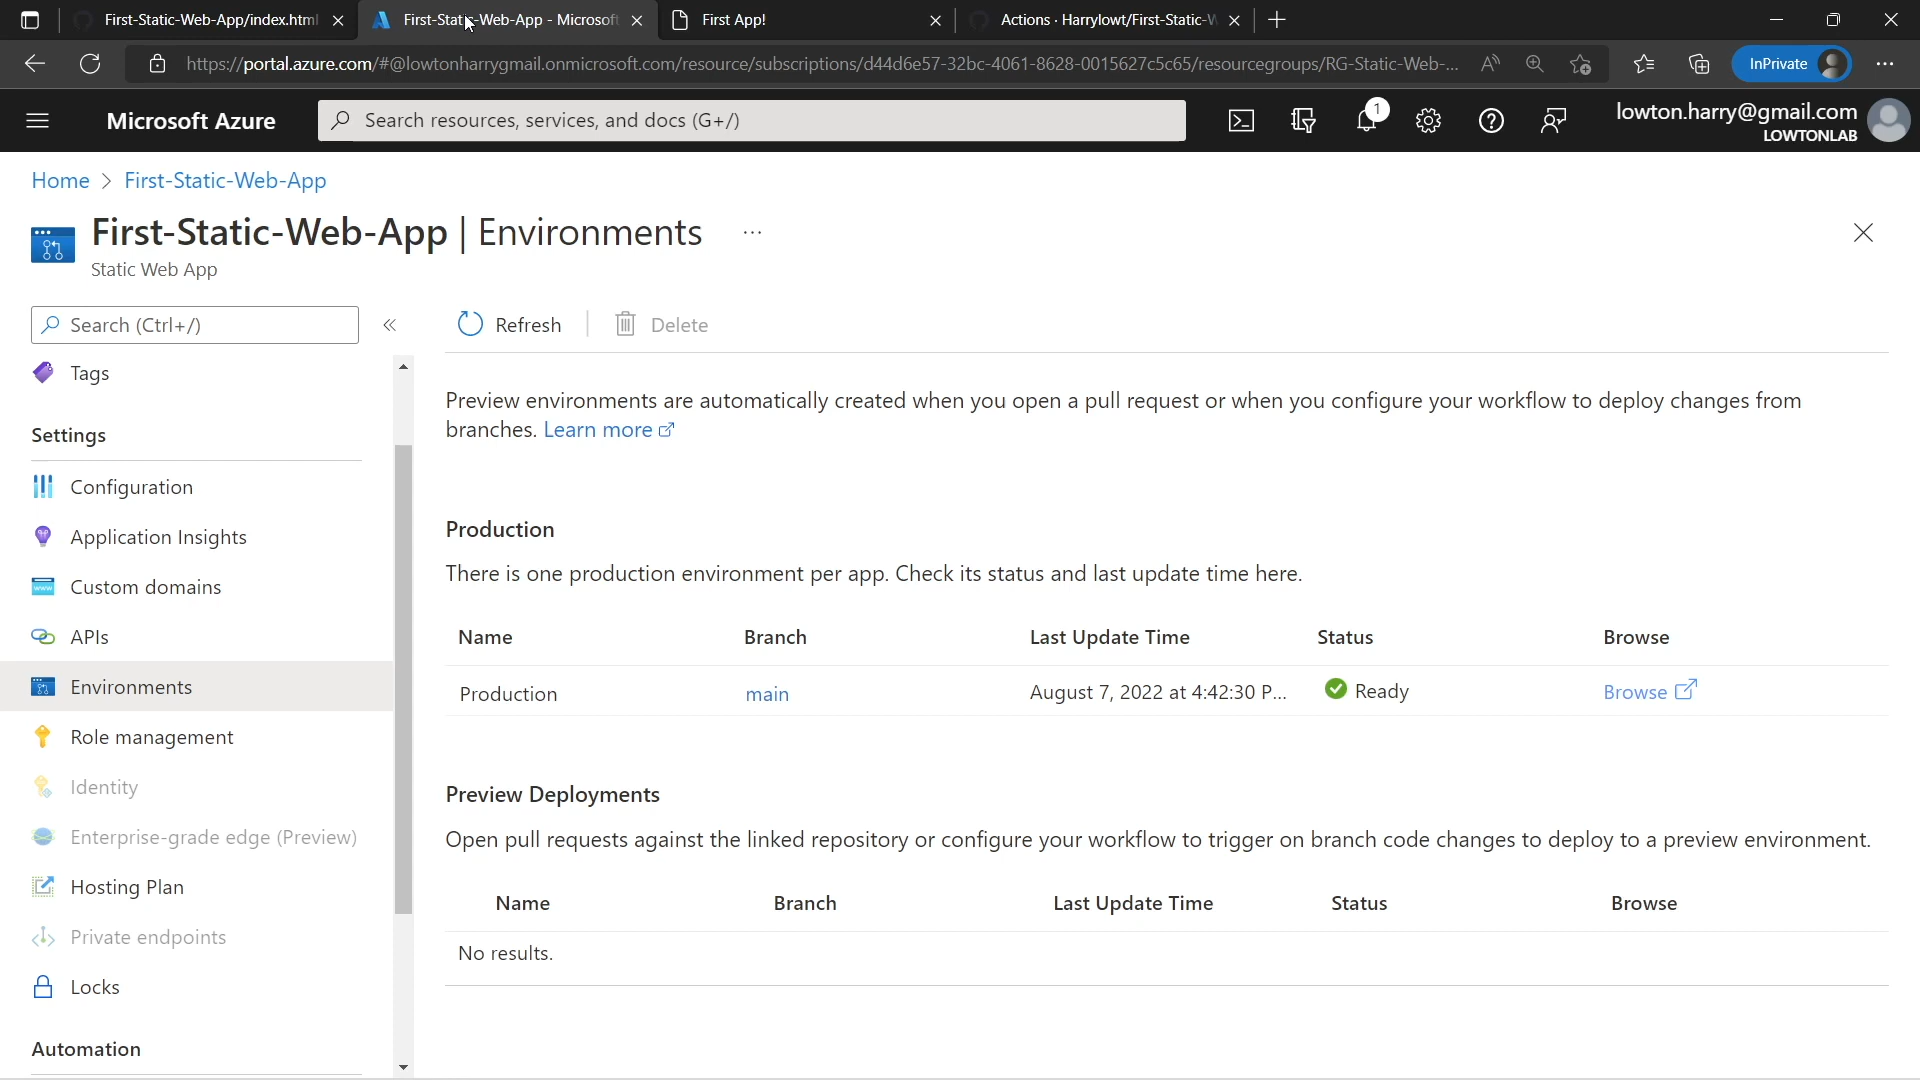 First-Static-Web-App/index.html
First-Static-Web-App - Microsoft
First App!
Actions · Harrylowt/First-Static-W
https://portal.azure.com/#@lowtonharrygmail.onmicrosoft.com/resource/subscriptions/d44d6e57-32bc-4061-8628-0015627c5c65/resourcegroups/RG-Static-Web-...
InPrivate
Microsoft Azure
Search resources, services, and docs (G+/)
1
lowton.harry@gmail.com
LOWTONLAB
Home > First-Static-Web-App
First-Static-Web-App | Environments ...
Static Web App
Search (Ctrl+/)
«
Refresh
Delete
Tags
Settings
Configuration
Application Insights
Custom domains
APIs
Environments
Role management
Identity
Enterprise-grade edge (Preview)
Hosting Plan
Private endpoints
Locks
Automation
Preview environments are automatically created when you open a pull request or when you configure your workflow to deploy changes from
branches. Learn more
Production
There is one production environment per app. Check its status and last update time here.
Name Branch Last Update Time Status Browse
Production main August 7, 2022 at 4:42:30 P... Ready Browse
Preview Deployments
Open pull requests against the linked repository or configure your workflow to trigger on branch code changes to deploy to a preview environment.
Name Branch Last Update Time Status Browse
No results.